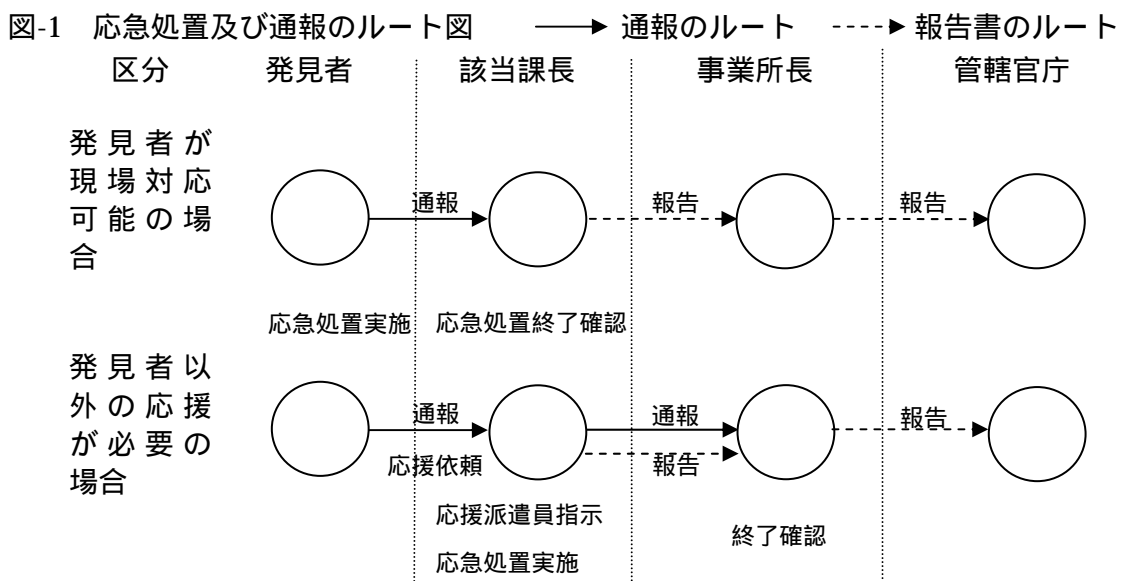 図-1 応急処置及び通報のルート図 通報のルート 報告書のルート
区分 発見者 該当課長 事業所長 管轄官庁
発見者が
現場対応
可能の場
合
通報 報告 報告
応急処置実施 応急処置終了確認
発見者以
外の応援
が必要の
場合
通報 通報 報告
応援依頼 報告
応援派遣員指示
終了確認
応急処置実施